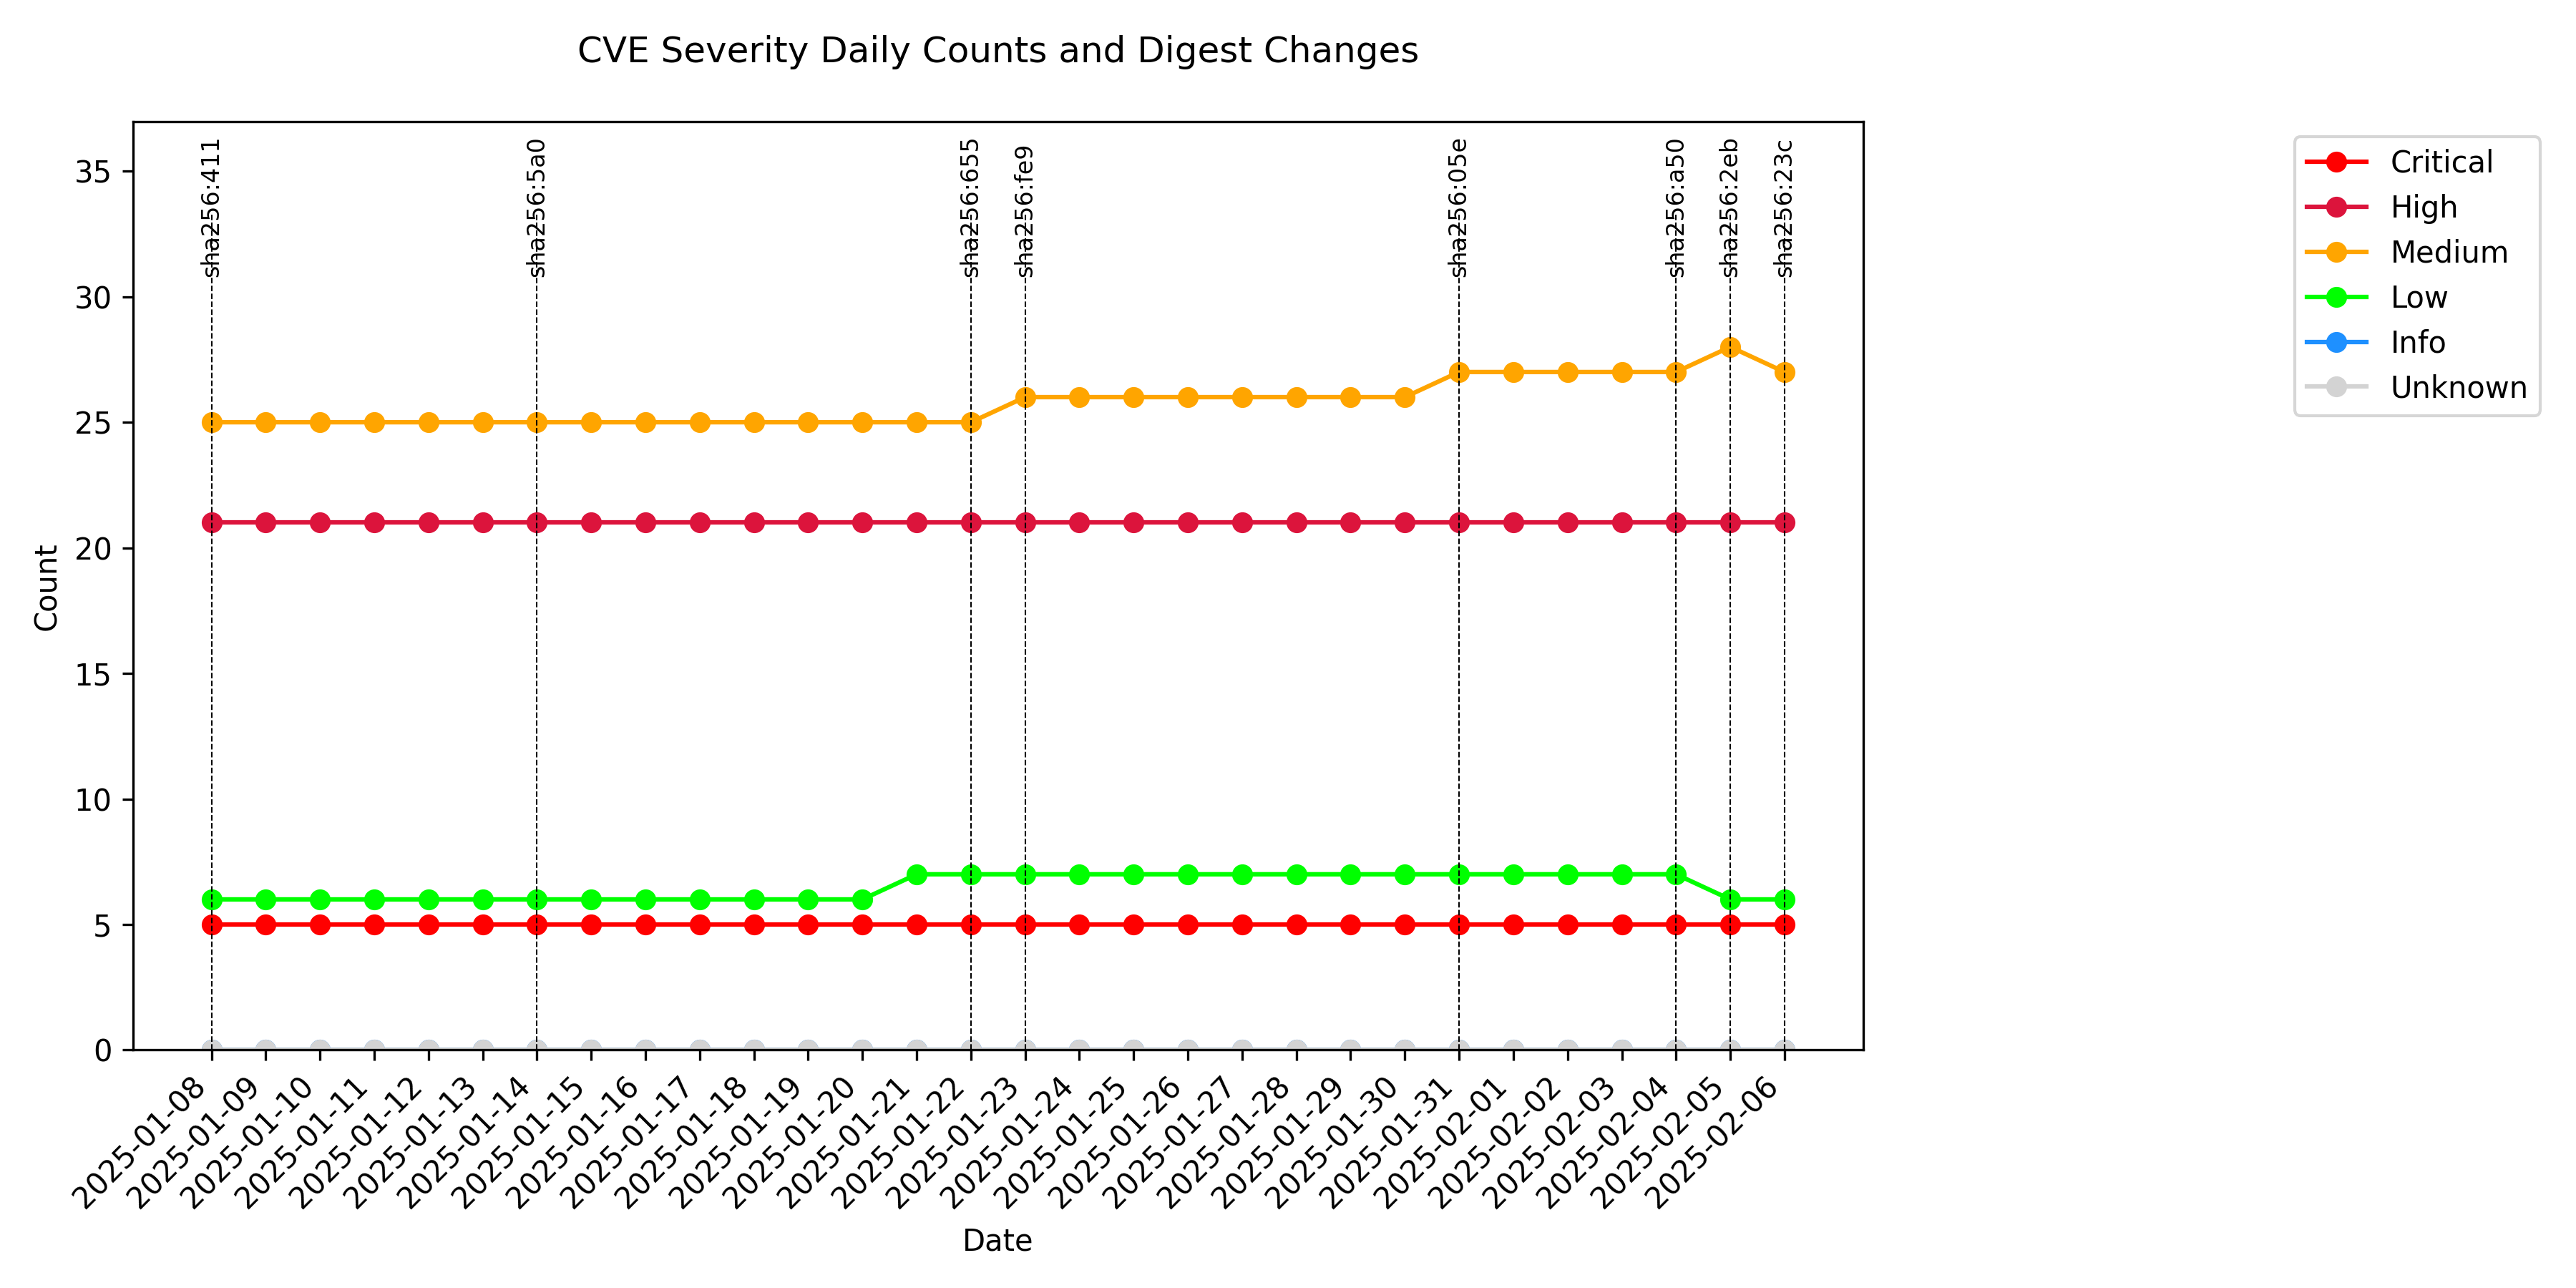 CVE Severity Daily Counts and Digest Changes
sha256:411
sha256:5a0
sha256:655
sha256:fe9
sha256:05e
sha256:a50
sha256:2eb
sha256:23c
Critical
High
Medium
Low
Info
Unknown
Count
35
30
25
20
15
10
5
0
2025-01-08
2025-01-09
2025-01-10
2025-01-11
2025-01-12
2025-01-13
2025-01-14
2025-01-15
2025-01-16
2025-01-17
2025-01-18
2025-01-19
2025-01-20
2025-01-21
2025-01-22
2025-01-23
2025-01-24
2025-01-25
2025-01-26
2025-01-27
2025-01-28
2025-01-29
2025-01-30
2025-01-31
2025-02-01
2025-02-02
2025-02-03
2025-02-04
2025-02-05
2025-02-06
Date